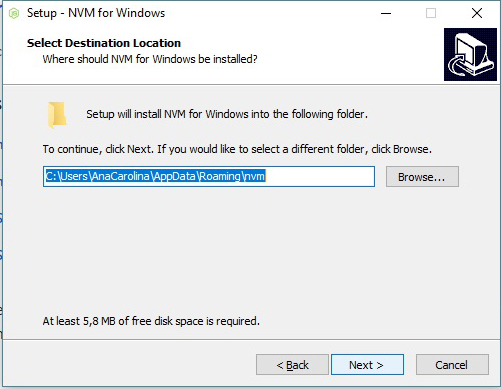 Setup - NVM for Windows
Select Destination Location
Where should NVM for Windows be installed?
Setup will install NVM for Windows into the following folder.
To continue, click Next. If you would like to select a different folder, click Browse.
C:\Users\AnaCarolina\AppData\Roaming\nvm
Browse...
At least 5,8 MB of free disk space is required.
< Back
Next >
Cancel